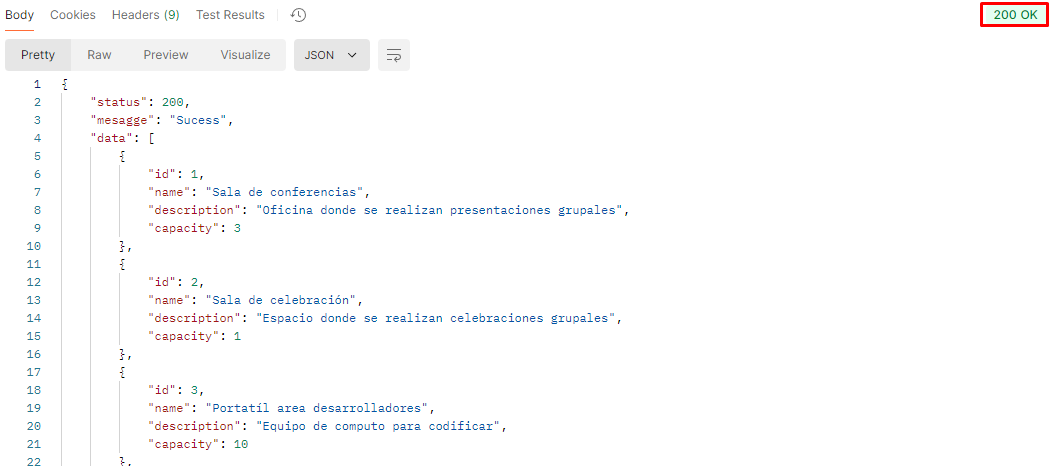 Body Cookies Headers (9) Test Results 200 OK
Pretty Raw Preview Visualize JSON
1 {
2 "status": 200,
3 "mesagge": "Sucess",
4 "data": [
5 {
6 "id": 1,
7 "name": "Sala de conferencias",
8 "description": "Oficina donde se realizan presentaciones grupales",
9 "capacity": 3
10 },
11 {
12 "id": 2,
13 "name": "Sala de celebración",
14 "description": "Espacio donde se realizan celebraciones grupales",
15 "capacity": 1
16 },
17 {
18 "id": 3,
19 "name": "Portatíl area desarrolladores",
20 "description": "Equipo de computo para codificar",
21 "capacity": 10
22 },